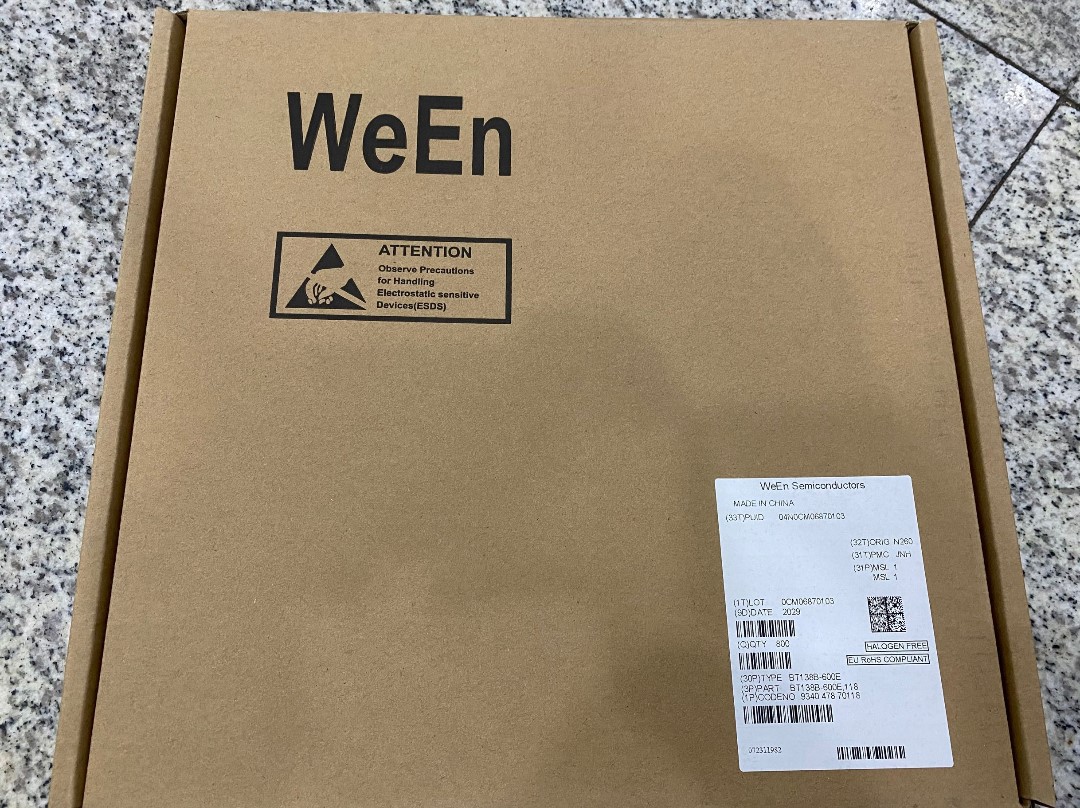 WeEn
ATTENTION
Observe Precautions
for Handling
Electrostatic sensitive
Devices(ESDS)
WeEn Semiconductors
MADE IN CHINA
(33T)PUID 04N0CM06870103
(32T)ORIG N260
(31T)PMC JNH
(31P)MSL 1
MSL 1
(1T)LOT 0CM06870103
(9D)DATE 2029
(Q)QTY 800
HALOGEN FREE
EU RoHS COMPLIANT
(30P)TYPE BT138B-600E
(3P)PART BT138B-600E,118
(1P)CODENO 9340 478 70118
072311982